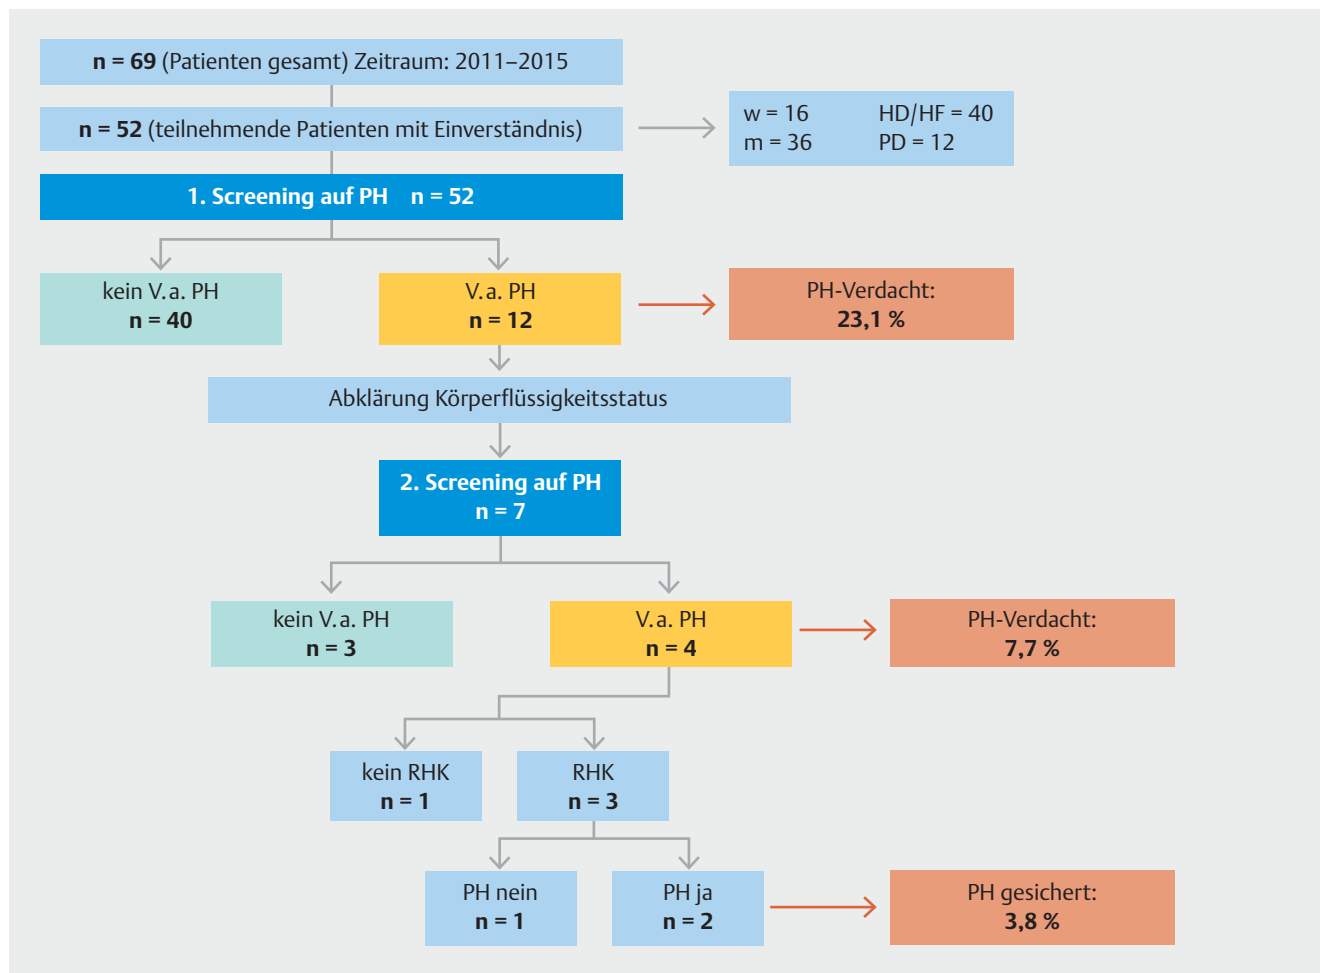 n = 69 (Patienten gesamt) Zeitraum: 2011–2015
n = 52 (teilnehmende Patienten mit Einverständnis)
w = 16 HD/HF = 40
m = 36 PD = 12
1. Screening auf PH n = 52
kein V. a. PH
n = 40
V. a. PH
n = 12
PH-Verdacht:
23,1 %
Abklärung Körperflüssigkeitsstatus
2. Screening auf PH
n = 7
kein V. a. PH
n = 3
V. a. PH
n = 4
PH-Verdacht:
7,7 %
kein RHK
n = 1
RHK
n = 3
PH nein
n = 1
PH ja
n = 2
PH gesichert:
3,8 %